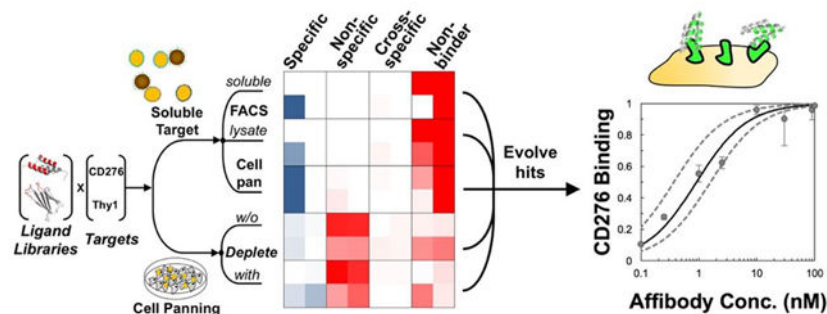 Ligand
Libraries
X
CD276
Thy1
Targets
Soluble
Target
Cell Panning
soluble
FACS
lysate
Cell
pan
w/o
Deplete
with
Specific
Non-
specific
Cross-
specific
Non-
binder
Evolve
hits
CD276 Binding
1
0.8
0.6
0.4
0.2
0
0.1
1
10
100
Affibody Conc. (nM)